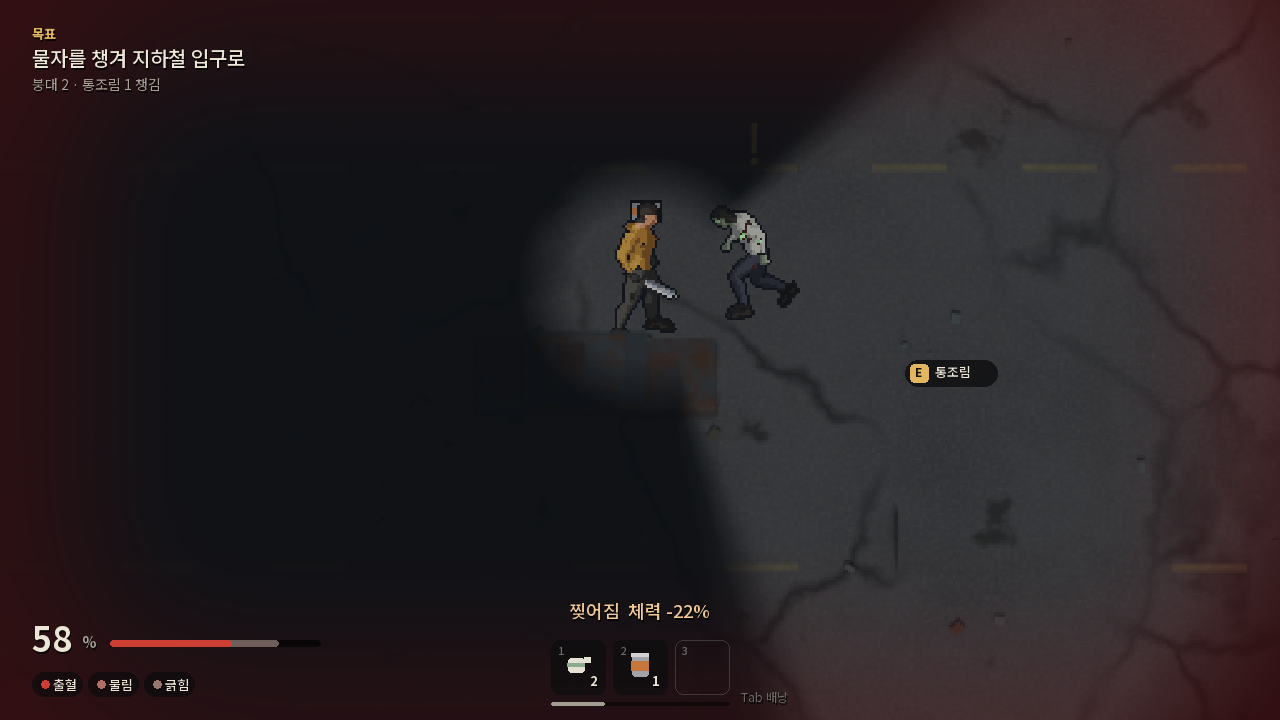 목표
물자를 챙겨 지하철 입구로
붕대 2 · 통조림 1 챙김
!
E 통조림
찢어짐 체력 -22%
58 %
1 2
2 1
3
Tab 배낭
출혈 물림 긁힘